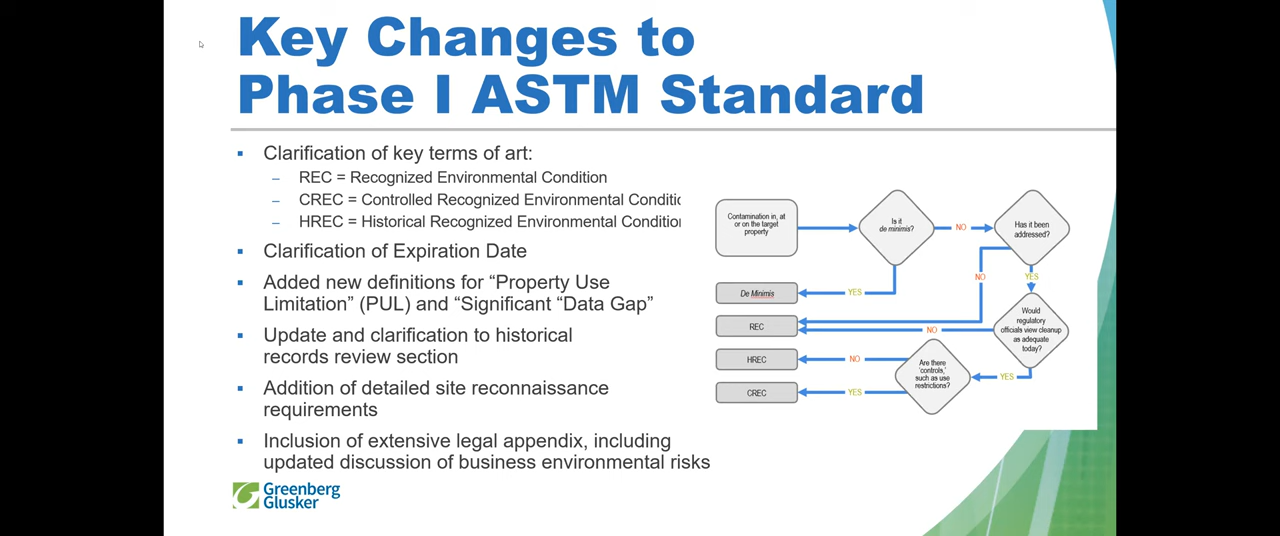 Key Changes to
Phase I ASTM Standard
▪ Clarification of key terms of art:
– REC = Recognized Environmental Condition
– CREC = Controlled Recognized Environmental Conditi
– HREC = Historical Recognized Environmental Condition
▪ Clarification of Expiration Date
▪ Added new definitions for “Property Use
Limitation” (PUL) and “Significant “Data Gap”
▪ Update and clarification to historical
records review section
▪ Addition of detailed site reconnaissance
requirements
▪ Inclusion of extensive legal appendix, including
updated discussion of business environmental risks
Contamination in, at
or on the target
property
Is it
de minimis?
NO
Has it been
addressed?
NO
YES
De Minimis
YES
REC
NO
Would
regulatory
officials view cleanup
as adequate
today?
HREC
NO
Are there
‘controls,’
such as use
restrictions?
YES
CREC
YES
Greenberg
Glusker